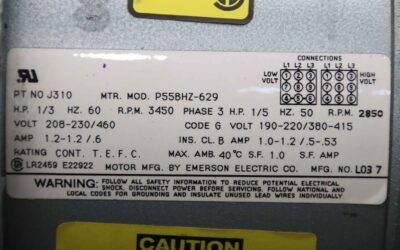 CONNECTIONS
L1 L2 L3 L1 L2 L3
LOW VOLT
HIGH VOLT
PT NO J310 MTR. MOD. P55BHZ-629
H.P. 1/3 HZ. 60 R.P.M. 3450 PHASE 3 H.P. 1/5 HZ. 50 R.P.M. 2850
VOLT 208-230/460 CODE G VOLT 190-220/380-415
AMP 1.2-1.2/.6 INS. CL. B AMP 1.0-1.2/.5-.53
RATING CONT. T.E.F.C. MAX. AMB. 40°C S.F. 1.0 S.F. AMP
LR2459 E22922 MOTOR MFG. BY EMERSON ELECTRIC CO. MFG. NO. L037
WARNING: FOLLOW ALL SAFETY INFORMATION TO REDUCE POTENTIAL ELECTRICAL
SHOCK. DISCONNECT POWER BEFORE SERVICING. FOLLOW NATIONAL AND
LOCAL CODES FOR GROUNDING AND INSULATE UNUSED LEAD WIRES INDIVIDUALLY.
CAUTION